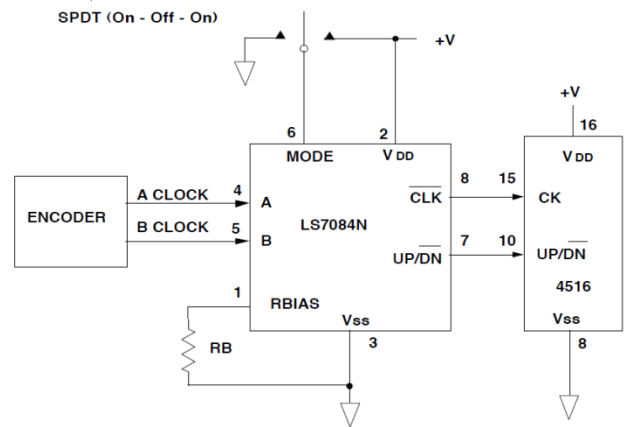 SPDT (On - Off - On)
+V
+V
6
2
16
MODE
VDD
VDD
A CLOCK
4
A
CLK
8
15
CK
ENCODER
LS7084N
B CLOCK
5
B
7
10
UP/DN
UP/DN
4516
1
RBIAS
Vss
Vss
3
8
RB